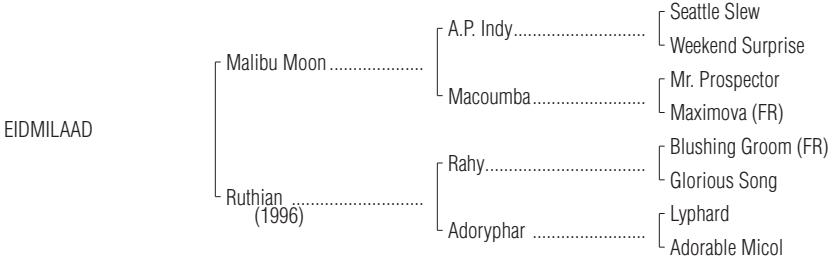 Seattle Slew
A.P. Indy..............................
Weekend Surprise
Malibu Moon .....................
Mr. Prospector
Macoumba..........................
Maximova (FR)
EIDMILAAD
Blushing Groom (FR)
Rahy.....................................
Glorious Song
Ruthian ..............................
(1996)
Lyphard
Adoryphar ..........................
Adorable Micol